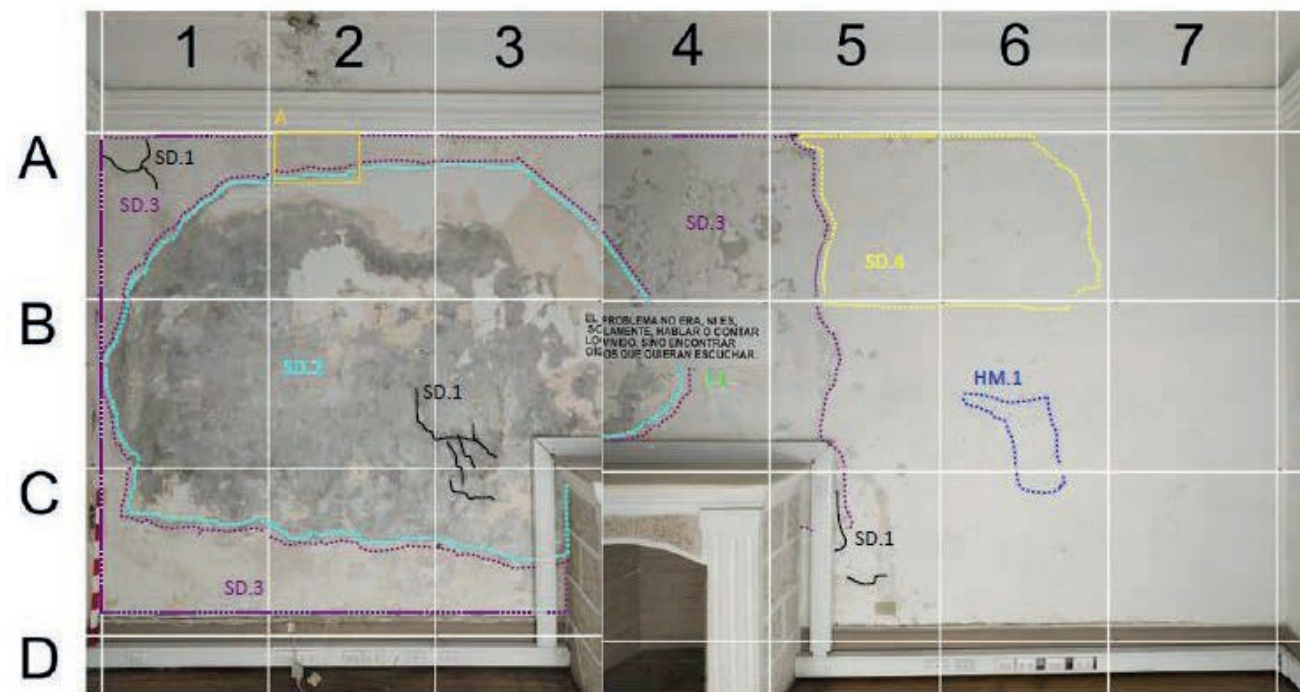 1 2 3 4 5 6 7
A
A
SD.1
SD.3
SD.3
SD.4
B
EL PROBLEMA NO ERA, NI ES,
SOLAMENTE, HABLAR O CONTAR
LO VIVIDO, SINO ENCONTRAR
OÍDOS QUE QUIERAN ESCUCHAR.
SD.2
SD.1
HM.1
C
SD.1
SD.3
D